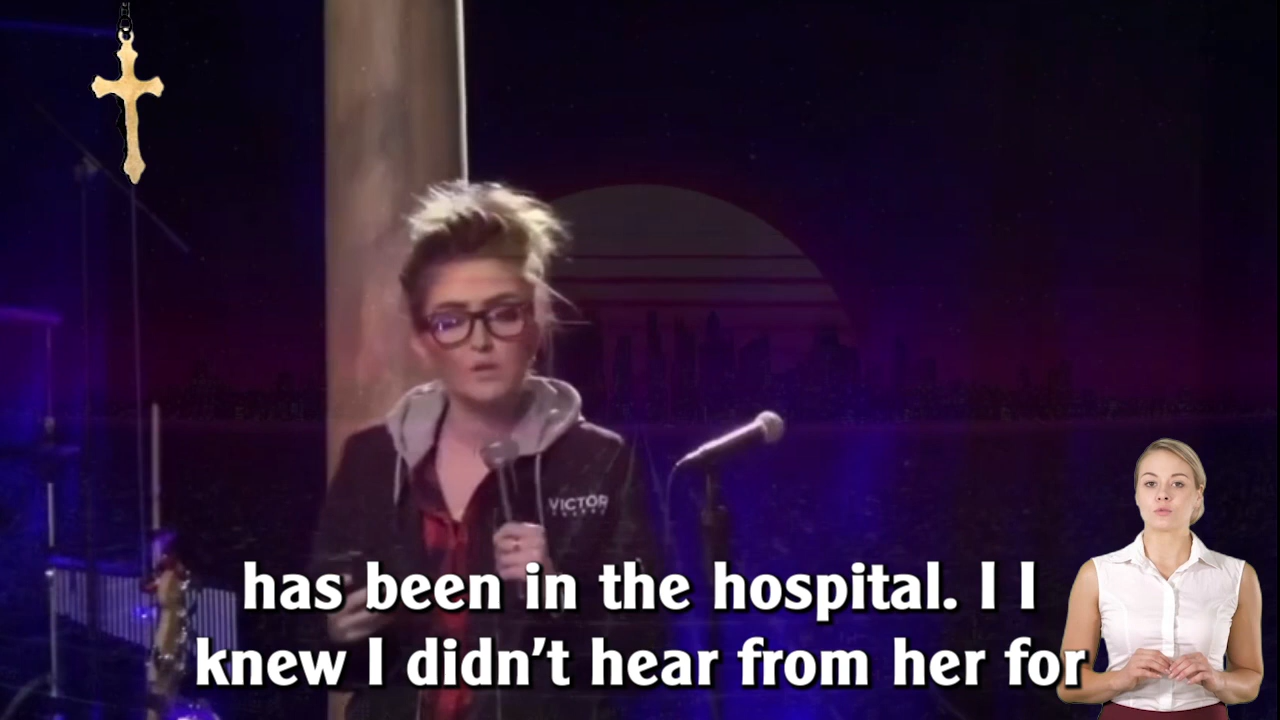 VICTOR
has been in the hospital. I I
knew I didn't hear from her for